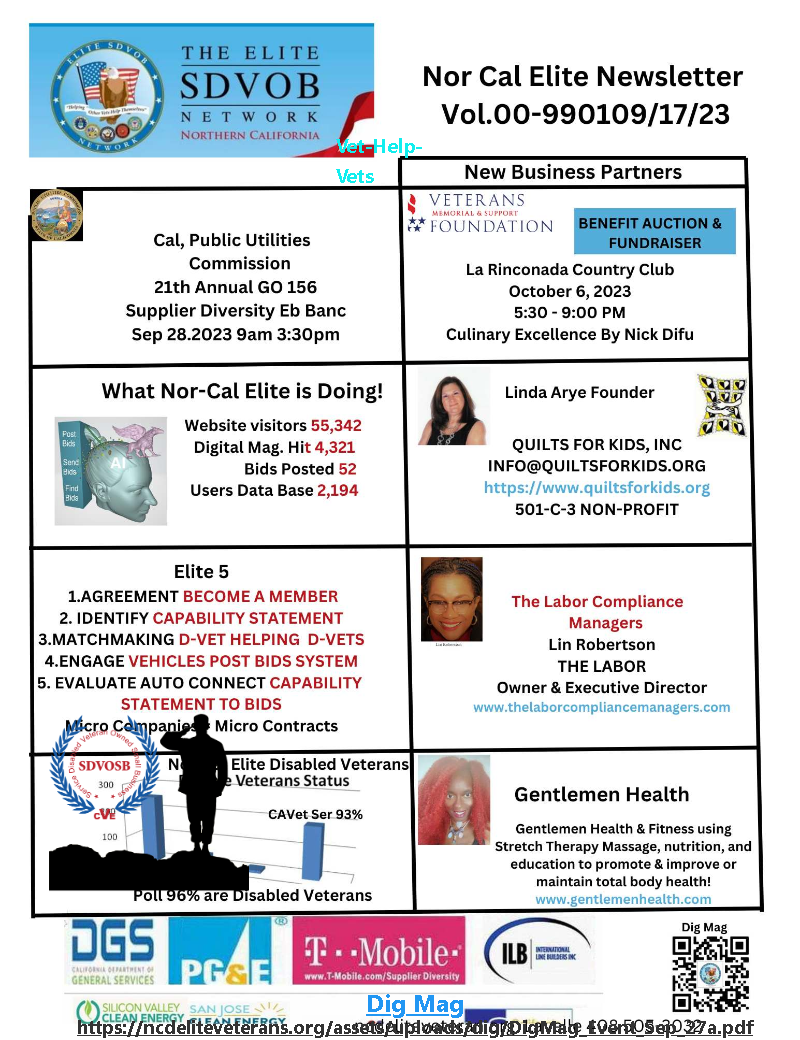 THE ELITE
SDVOB
NETWORK
NORTHERN CALIFORNIA
ELITE SDVOB
"Helping Other Vets Help Themselves"
NETWORK
Nor Cal Elite Newsletter
Vol.00-990109/17/23
Vet-Help-
Vets
New Business Partners
Cal, Public Utilities
Commission
21th Annual GO 156
Supplier Diversity Eb Banc
Sep 28.2023 9am 3:30pm
VETERANS
MEMORIAL & SUPPORT
FOUNDATION
BENEFIT AUCTION &
FUNDRAISER
La Rinconada Country Club
October 6, 2023
5:30 - 9:00 PM
Culinary Excellence By Nick Difu
What Nor-Cal Elite is Doing!
Post
Bids
Send
Bids
Find
Bids
AI
Website visitors 55,342
Digital Mag. Hit 4,321
Bids Posted 52
Users Data Base 2,194
Linda Arye Founder
QUILTS FOR KIDS, INC
INFO@QUILTSFORKIDS.ORG
https://www.quiltsforkids.org
501-C-3 NON-PROFIT
Elite 5
1.AGREEMENT BECOME A MEMBER
2. IDENTIFY CAPABILITY STATEMENT
3.MATCHMAKING D-VET HELPING D-VETS
4.ENGAGE VEHICLES POST BIDS SYSTEM
5. EVALUATE AUTO CONNECT CAPABILITY
STATEMENT TO BIDS
Micro Companies Micro Contracts
The Labor Compliance
Managers
Lin Robertson
THE LABOR
Owner & Executive Director
www.thelaborcompliancemanagers.com
Service Disabled Veteran Owned Small Business
SDVOSB
CVE
Elite Disabled Veterans
Veterans Status
300
100
CAVet Ser 93%
Poll 96% are Disabled Veterans
Gentlemen Health
Gentlemen Health & Fitness using
Stretch Therapy Massage, nutrition, and
education to promote & improve or
maintain total body health!
www.gentlemenhealth.com
DGS
CALIFORNIA DEPARTMENT OF
GENERAL SERVICES
PG&E
T··Mobile·
www.T-Mobile.com/Supplier Diversity
ILB
INTERNATIONAL
LINE BUILDERS INC
Dig Mag
SILICON VALLEY
CLEAN ENERGY
SAN JOSE
CLEAN ENERGY
Dig Mag
https://ncdeliteveterans.org/assets/uploads/dig/DigMag_Event_Sep_27a.pdf